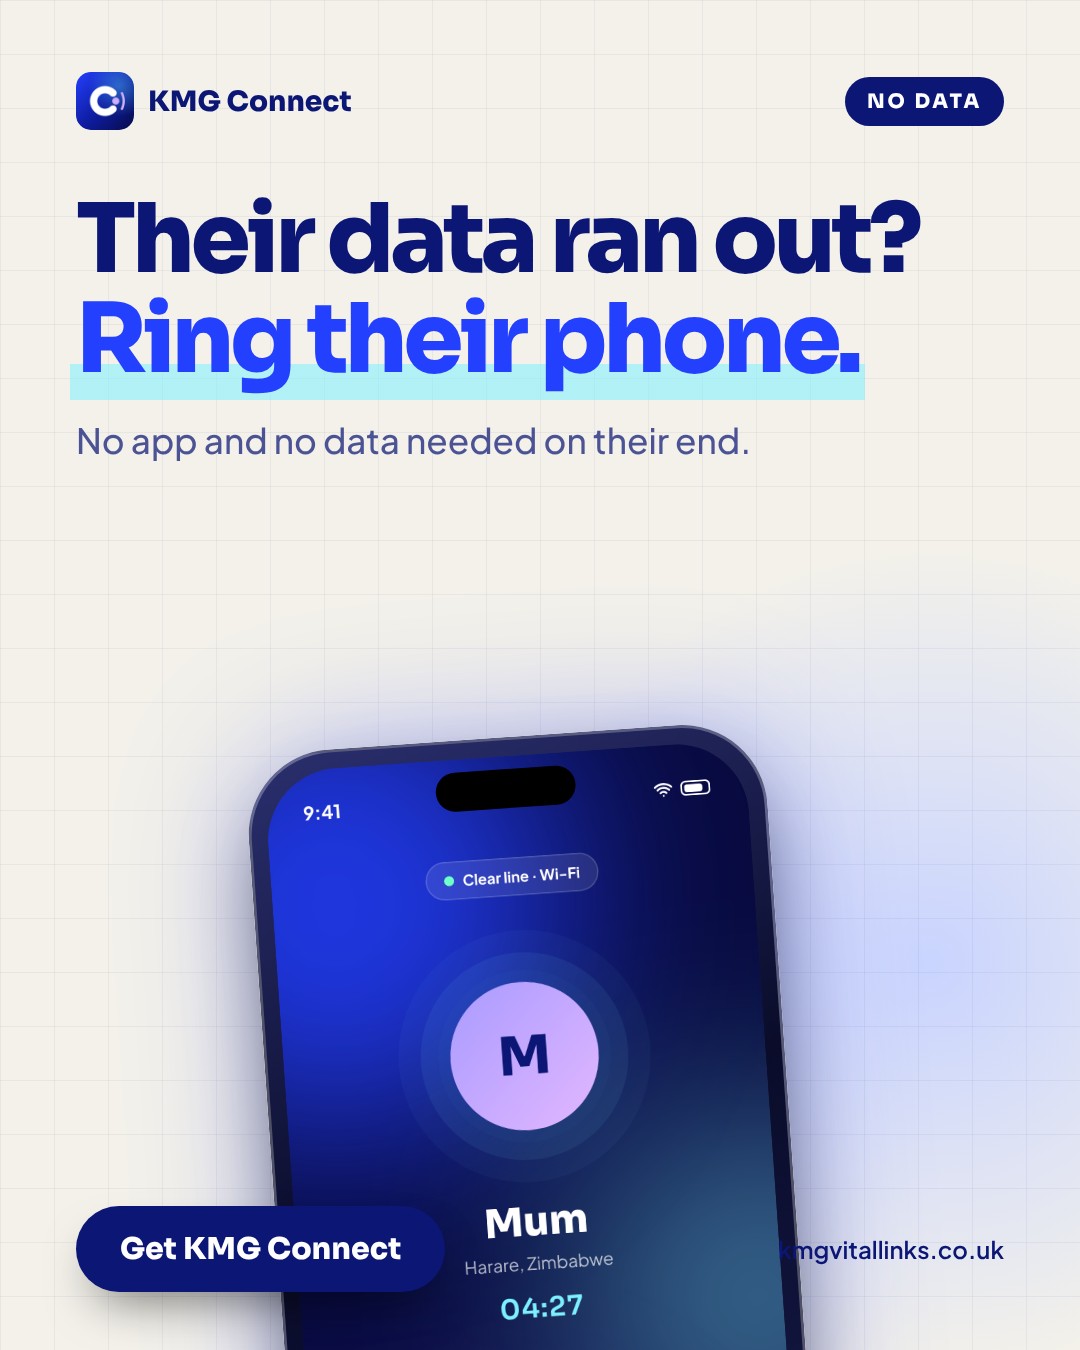 KMG Connect
NO DATA
Their data ran out?
Ring their phone.
No app and no data needed on their end.
9:41
Clear line · Wi-Fi
M
Mum
Harare, Zimbabwe
04:27
Get KMG Connect
kmgvitallinks.co.uk